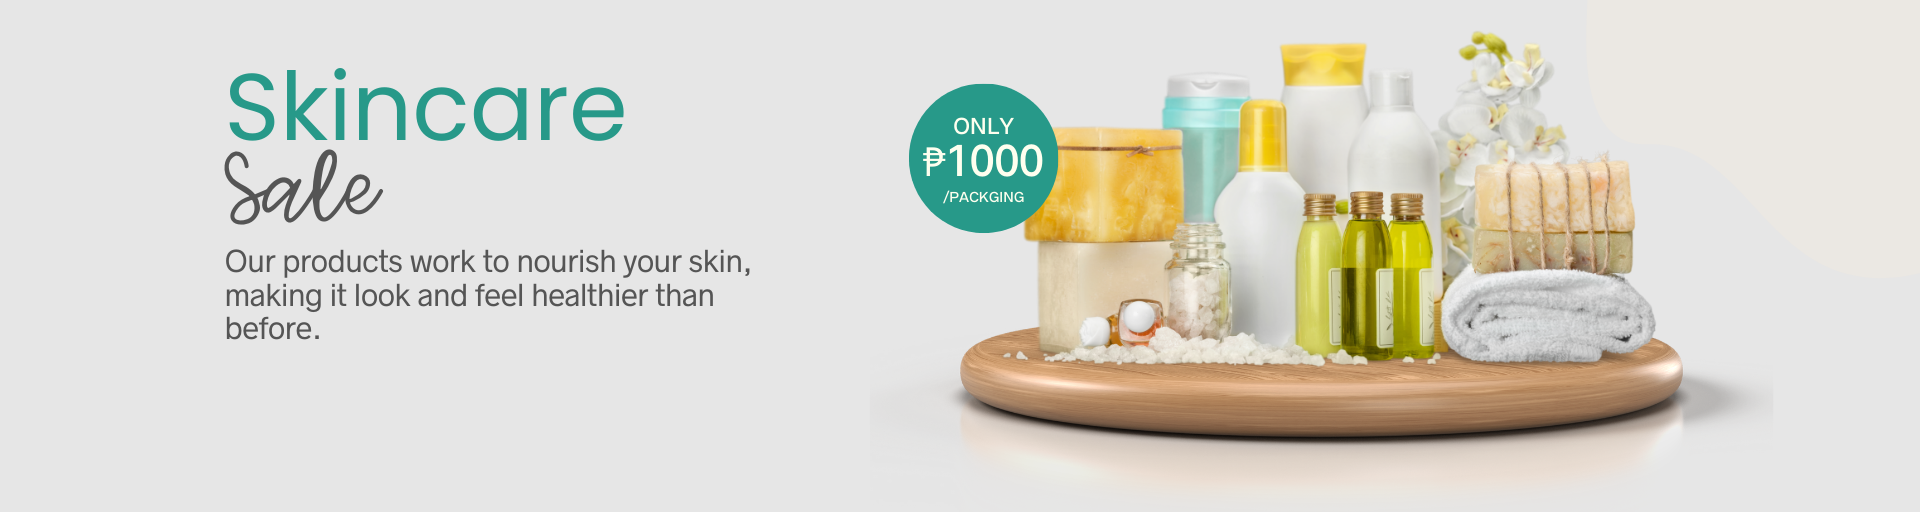 Skincare
Sale
Our products work to nourish your skin,
making it look and feel healthier than
before.
ONLY
₱1000
/PACKGING